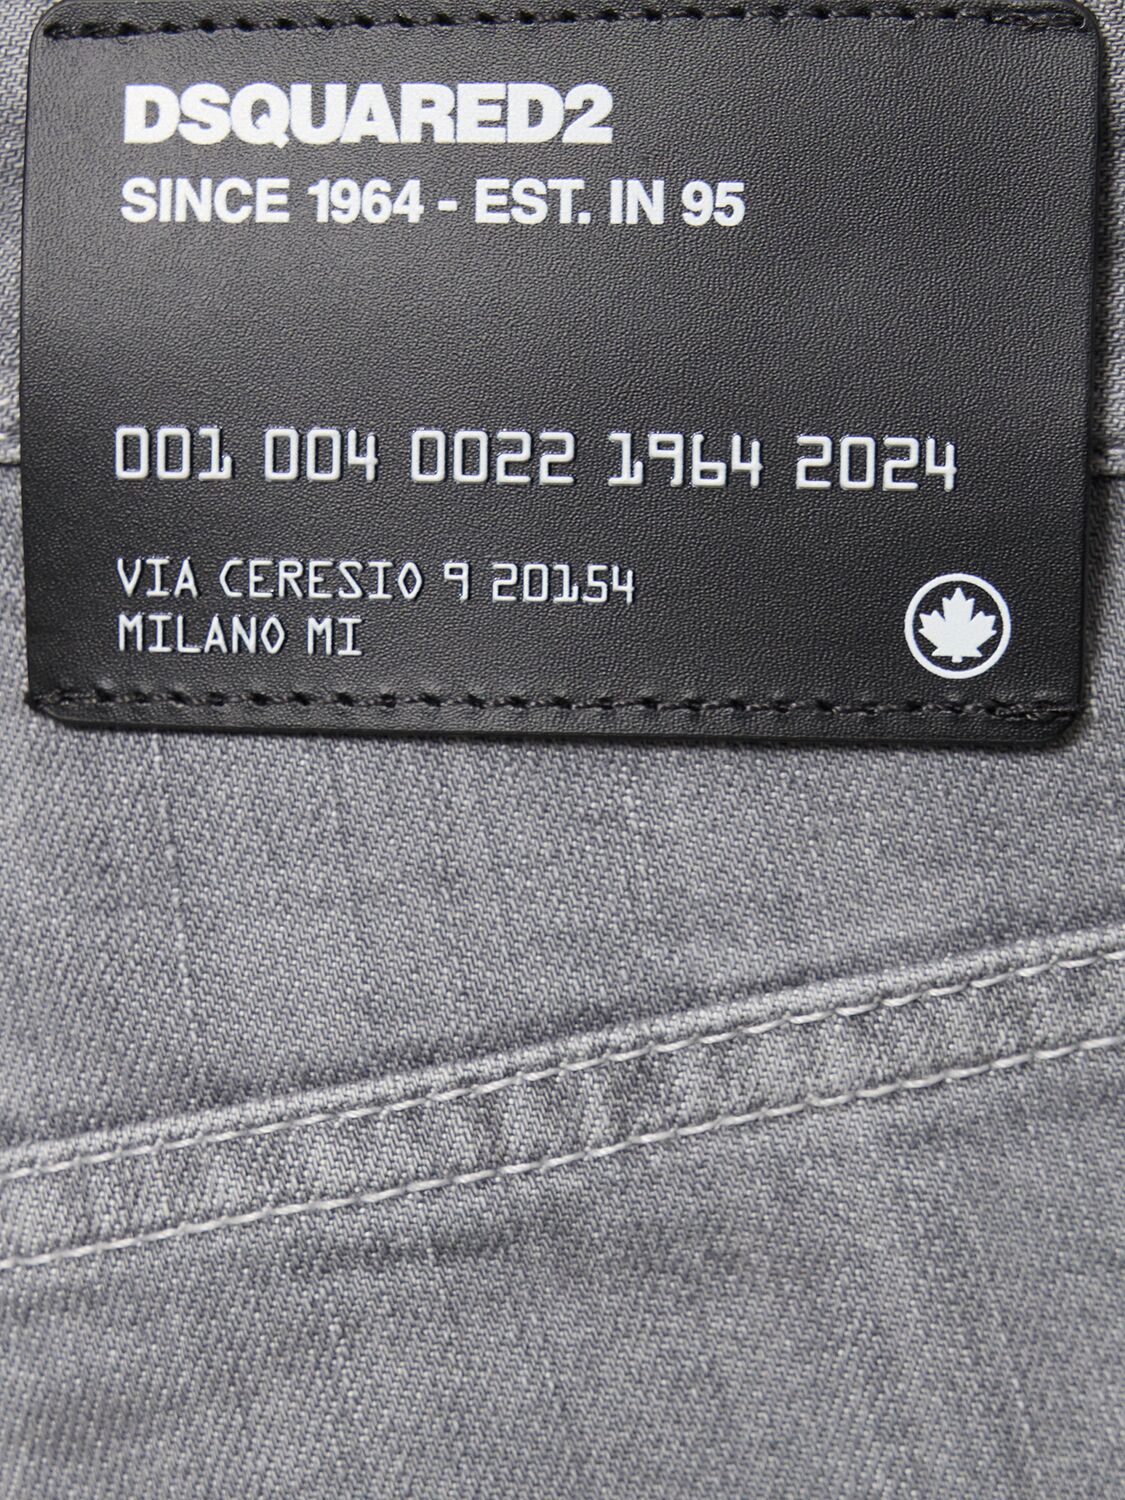 DSQUARED2
SINCE 1964 - EST. IN 95
001 004 0022 1964 2024
VIA CERESIO 9 20154
MILANO MI